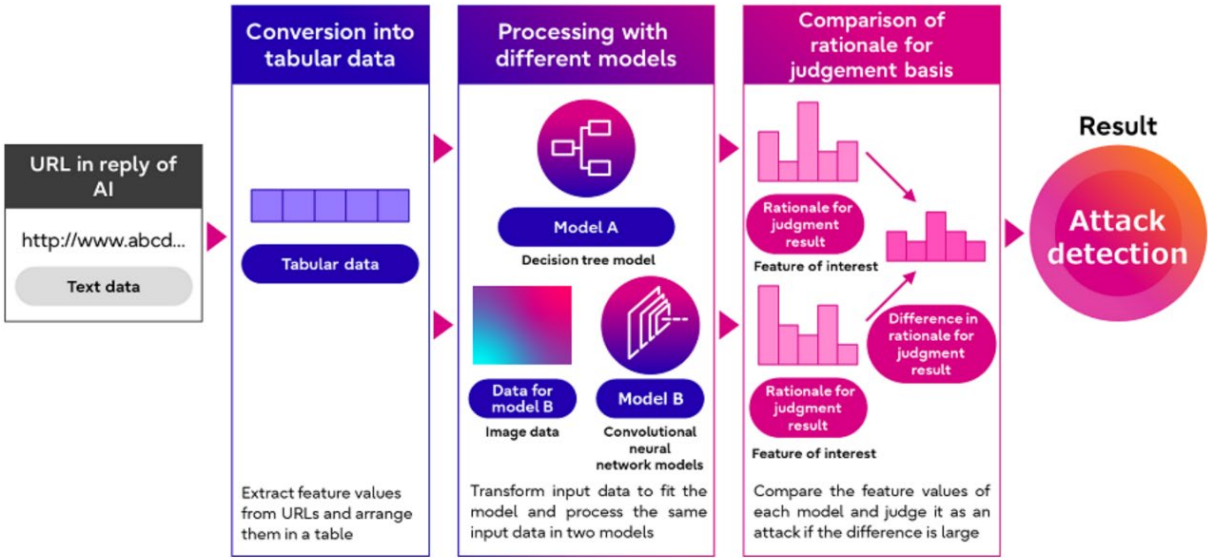 URL in reply of
AI
http://www.abcd...
Text data
Conversion into
tabular data
Tabular data
Extract feature values
from URLs and arrange
them in a table
Processing with
different models
Model A
Decision tree model
Data for
model B
Image data
Model B
Convolutional
neural
network models
Transform input data to fit the
model and process the same
input data in two models
Comparison of
rationale for
judgement basis
Rationale for
judgment
result
Feature of interest
Difference in
rationale for
judgment
result
Rationale for
judgment
result
Feature of interest
Compare the feature values of
each model and judge it as an
attack if the difference is large
Result
Attack
detection